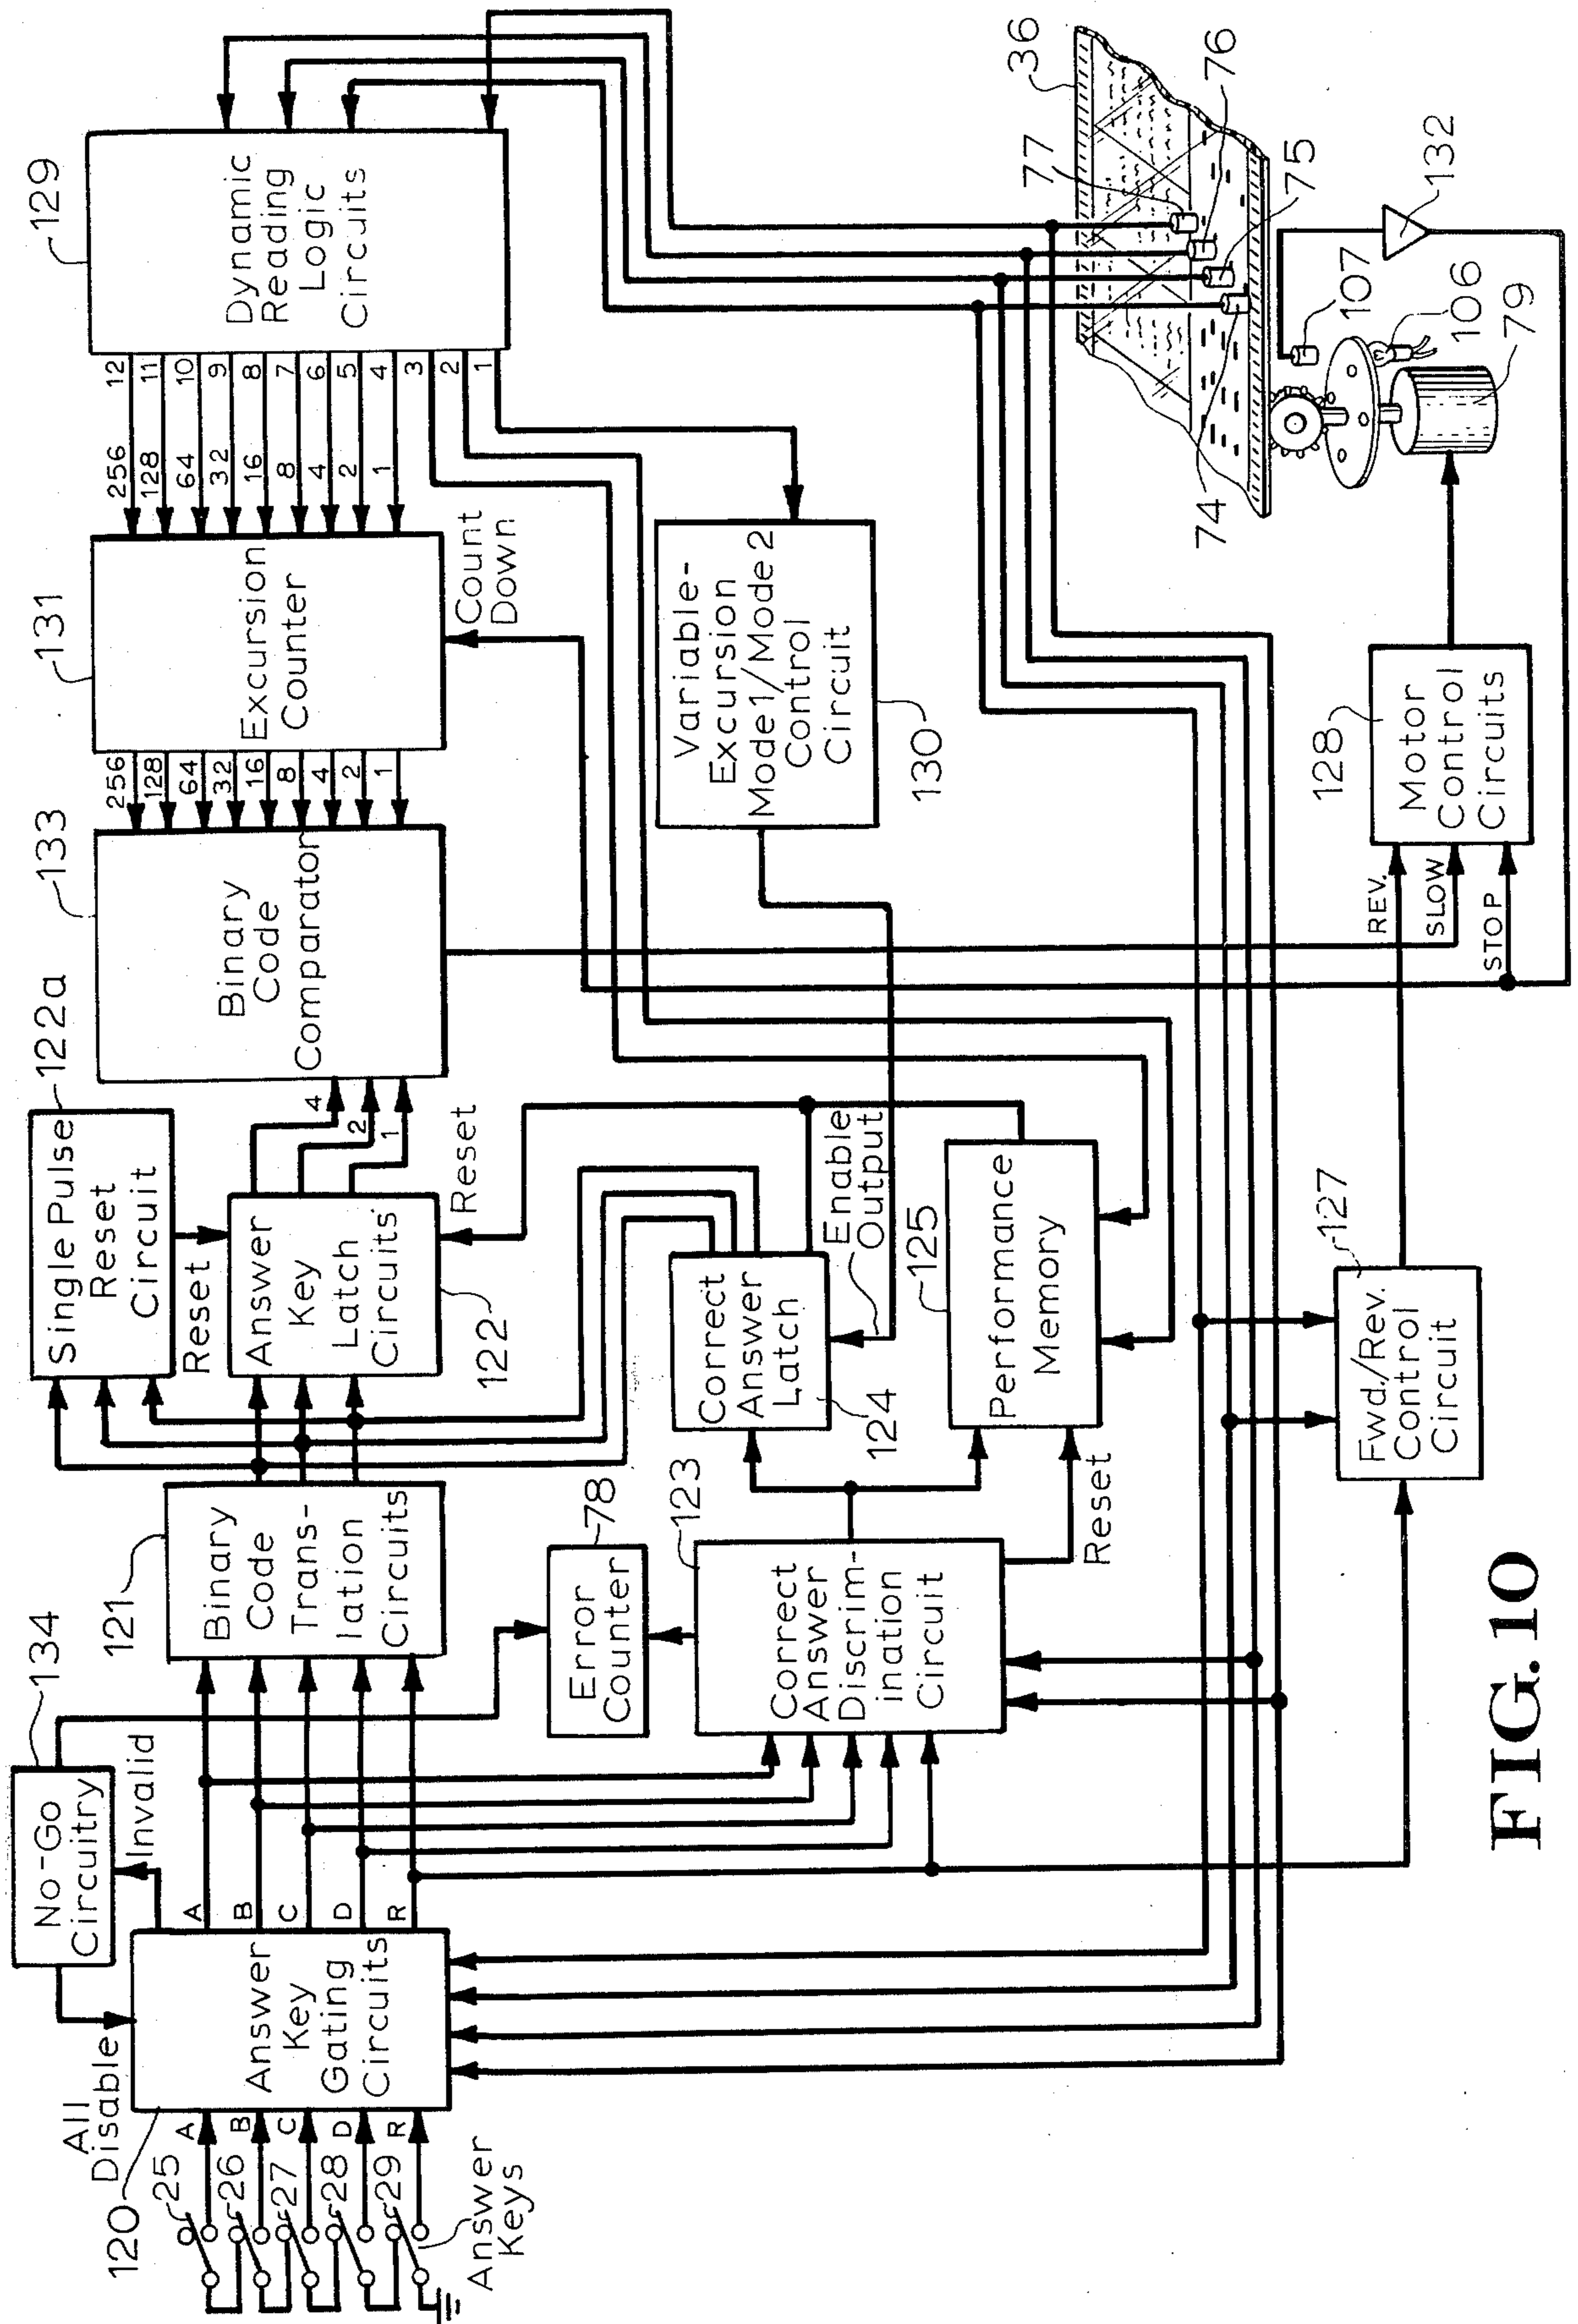 120
All
Disable
25
26
27
28
29
A
B
C
D
R
Answer
Keys
Answer
Key
Gating
Circuits
A
B
C
D
R
134
No-Go
Circuitry
Invalid
121
Binary
Code
Trans-
lation
Circuits
78
Error
Counter
123
Correct
Answer
Discrim-
ination
Circuit
122a
Single Pulse
Reset
Circuit
Reset
Answer
Key
Latch
Circuits
122
Reset
4
2
1
Correct
Answer
Latch
124
Enable
Output
125
Performance
Memory
Reset
127
Fwd./Rev.
Control
Circuit
133
Binary
Code
Comparator
256
128
64
32
16
8
4
2
1
131
Excursion
Counter
Count
Down
256
128
64
32
16
8
4
2
1
12
11
10
9
8
7
6
5
4
3
2
1
129
Dynamic
Reading
Logic
Circuits
Variable-
Excursion
Mode1/Mode2
Control
Circuit
130
REV.
SLOW
STOP
128
Motor
Control
Circuits
74
77
36
76
75
107
106
79
132
FIG. 10